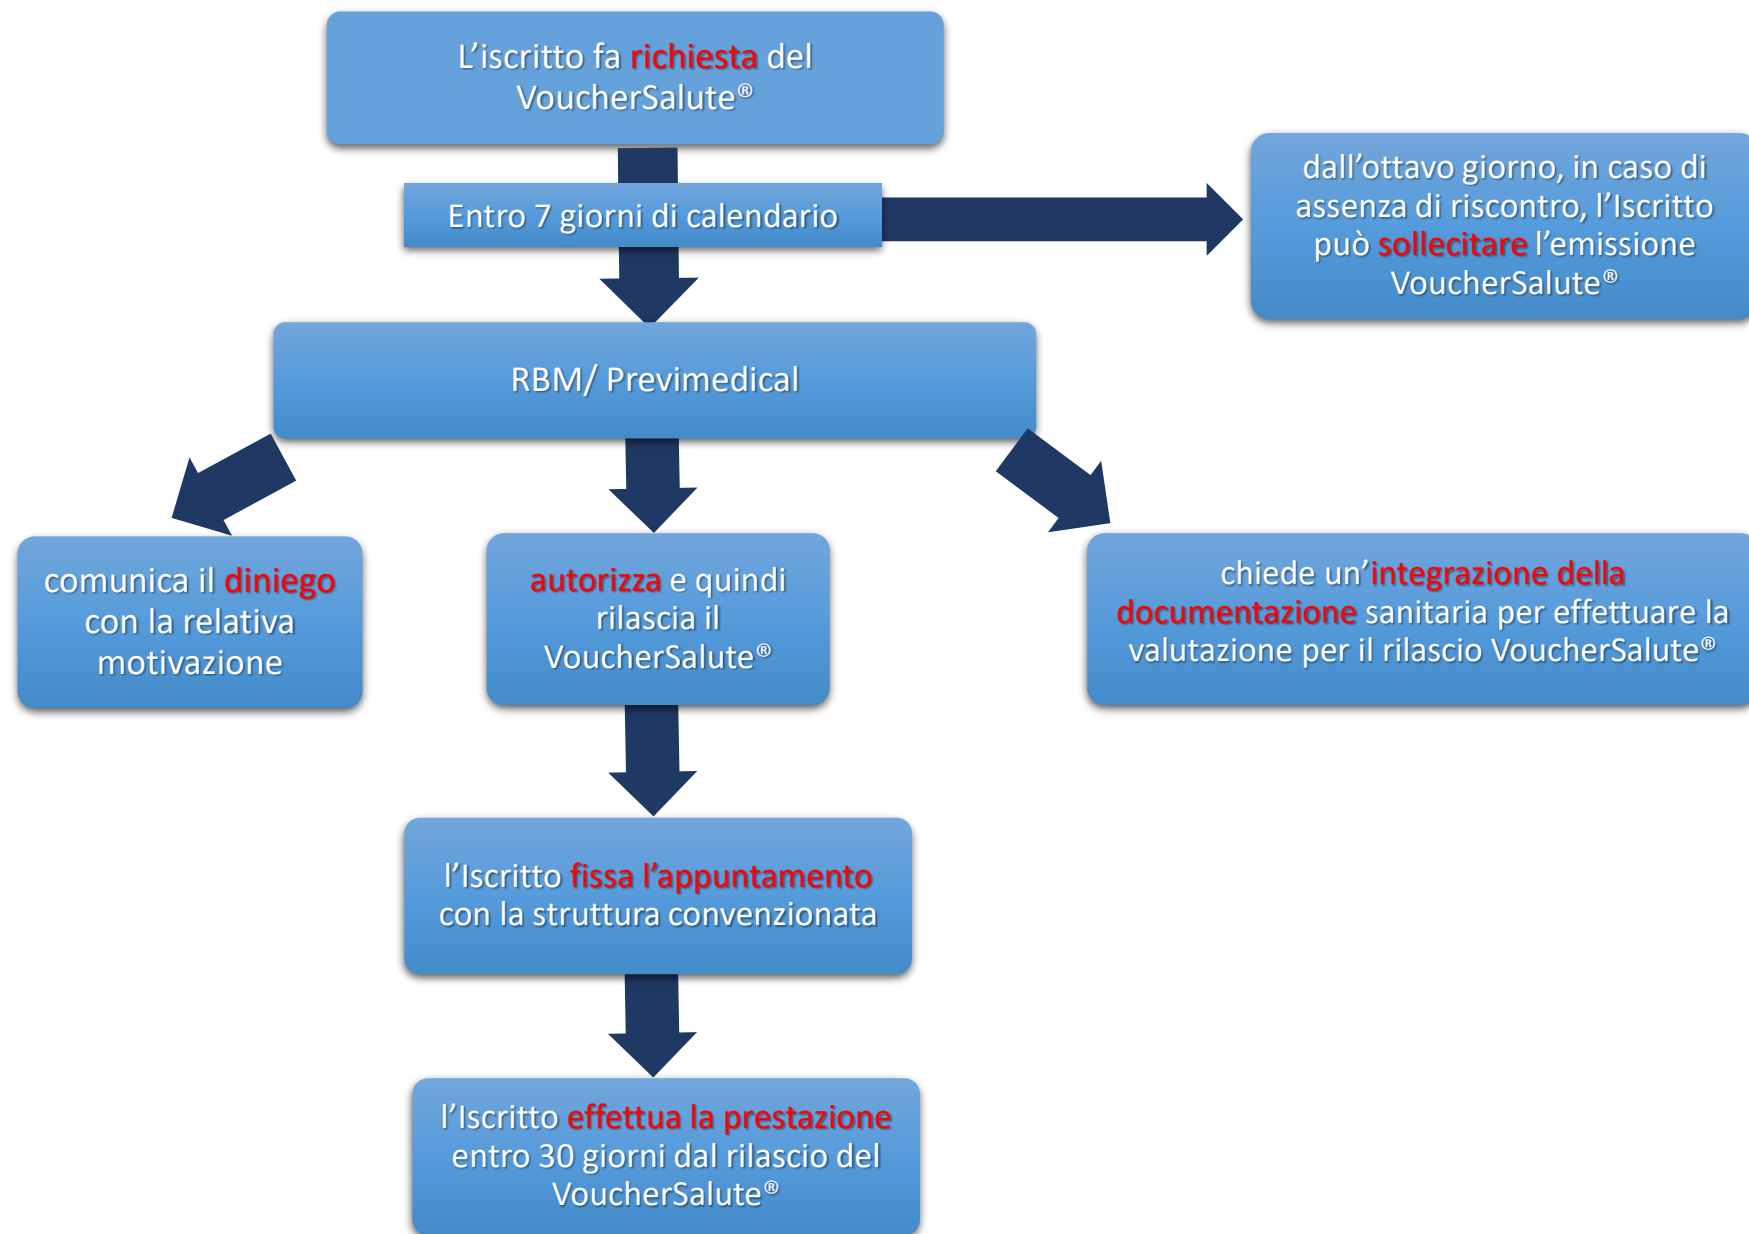 L'iscritto fa richiesta del
VoucherSalute®
Entro 7 giorni di calendario
dall'ottavo giorno, in caso di
assenza di riscontro, l'Iscritto
può sollecitare l'emissione
VoucherSalute®
RBM/ Previmedical
comunica il diniego
con la relativa
motivazione
autorizza e quindi
rilascia il
VoucherSalute®
chiede un'integrazione della
documentazione sanitaria per effettuare la
valutazione per il rilascio VoucherSalute®
l'Iscritto fissa l'appuntamento
con la struttura convenzionata
l'Iscritto effettua la prestazione
entro 30 giorni dal rilascio del
VoucherSalute®